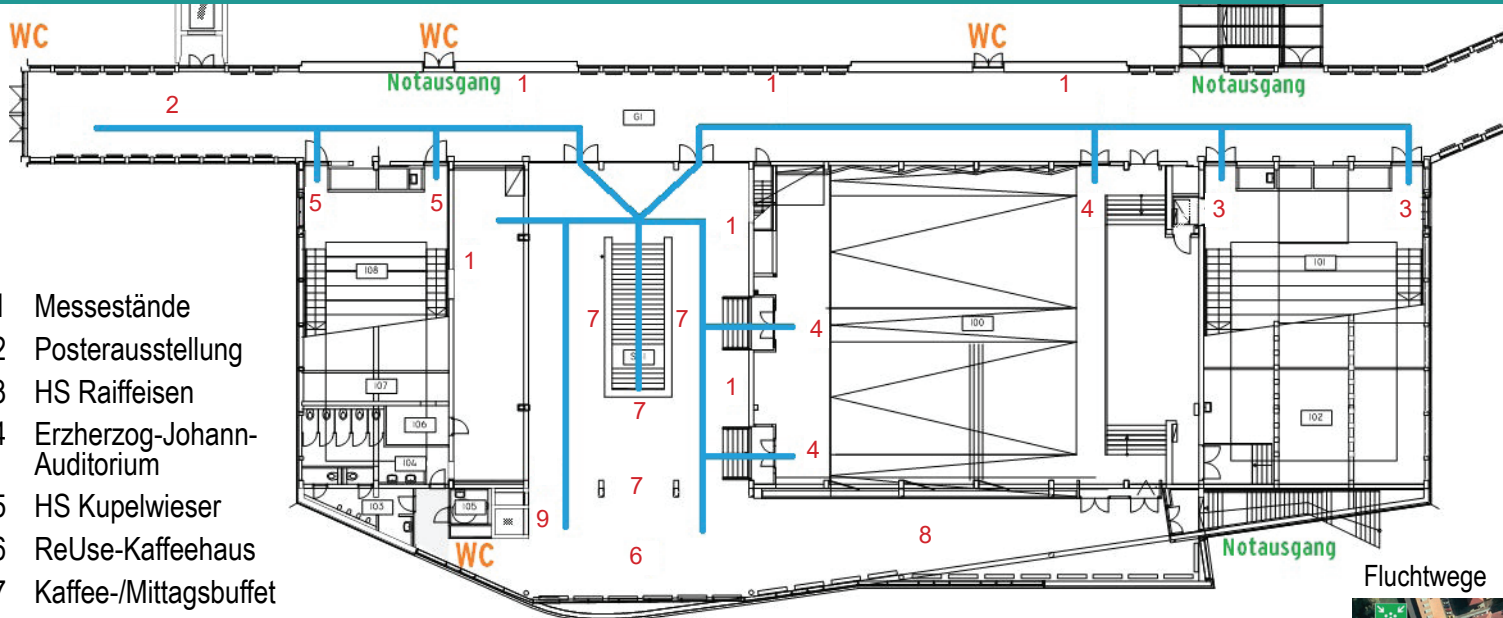 WC
WC
WC
Notausgang
1
1
1
Notausgang
2
G1
5
5
4
3
3
1
1
108
101
7
7
4
100
1
107
7
102
106
4
104
7
103
105
9
8
6
WC
Notausgang
1 Messestände
2 Posterausstellung
3 HS Raiffeisen
4 Erzherzog-Johann-
Auditorium
5 HS Kupelwieser
6 ReUse-Kaffeehaus
7 Kaffee-/Mittagsbuffet
Fluchtwege